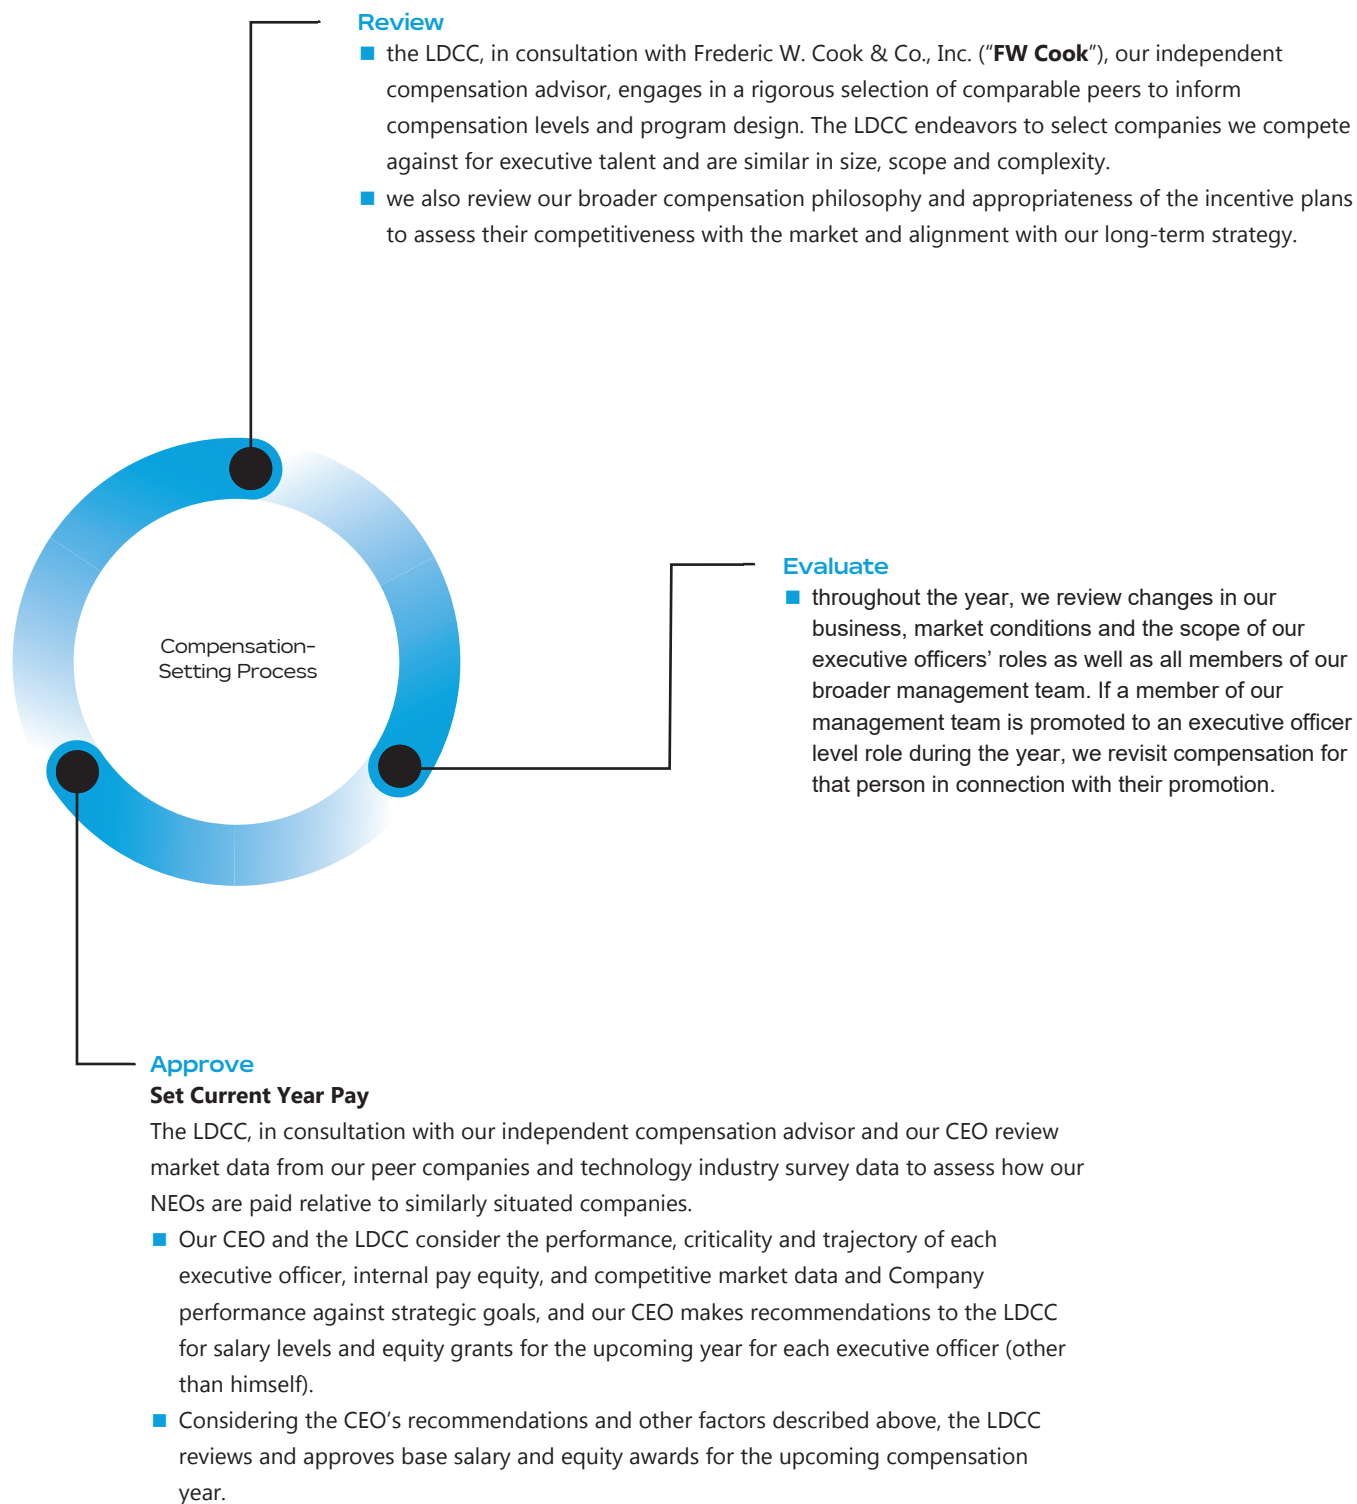 Review
■ the LDCC, in consultation with Frederic W. Cook & Co., Inc. (“FW Cook”), our independent
compensation advisor, engages in a rigorous selection of comparable peers to inform
compensation levels and program design. The LDCC endeavors to select companies we compete
against for executive talent and are similar in size, scope and complexity.
■ we also review our broader compensation philosophy and appropriateness of the incentive plans
to assess their competitiveness with the market and alignment with our long-term strategy.
Compensation-
Setting Process
Evaluate
■ throughout the year, we review changes in our
business, market conditions and the scope of our
executive officers’ roles as well as all members of our
broader management team. If a member of our
management team is promoted to an executive officer
level role during the year, we revisit compensation for
that person in connection with their promotion.
Approve
Set Current Year Pay
The LDCC, in consultation with our independent compensation advisor and our CEO review
market data from our peer companies and technology industry survey data to assess how our
NEOs are paid relative to similarly situated companies.
■ Our CEO and the LDCC consider the performance, criticality and trajectory of each
executive officer, internal pay equity, and competitive market data and Company
performance against strategic goals, and our CEO makes recommendations to the LDCC
for salary levels and equity grants for the upcoming year for each executive officer (other
than himself).
■ Considering the CEO’s recommendations and other factors described above, the LDCC
reviews and approves base salary and equity awards for the upcoming compensation
year.